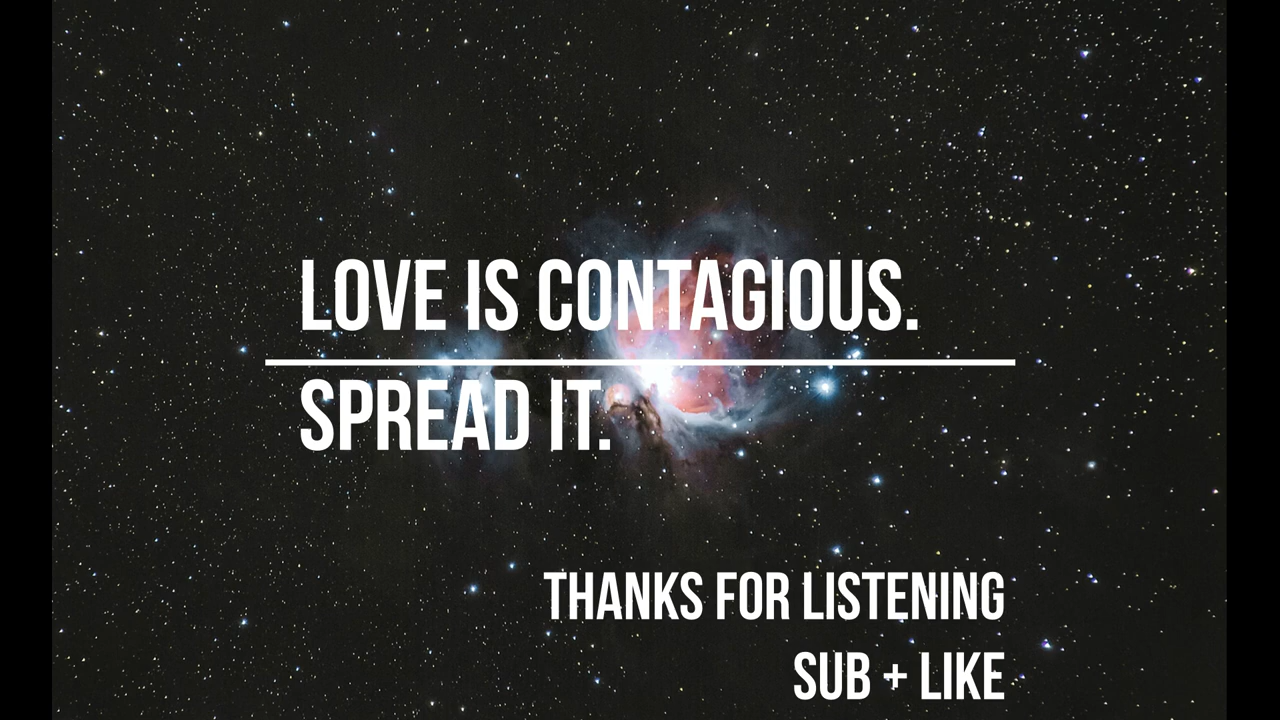 LOVE IS CONTAGIOUS.
SPREAD IT.
THANKS FOR LISTENING
SUB + LIKE